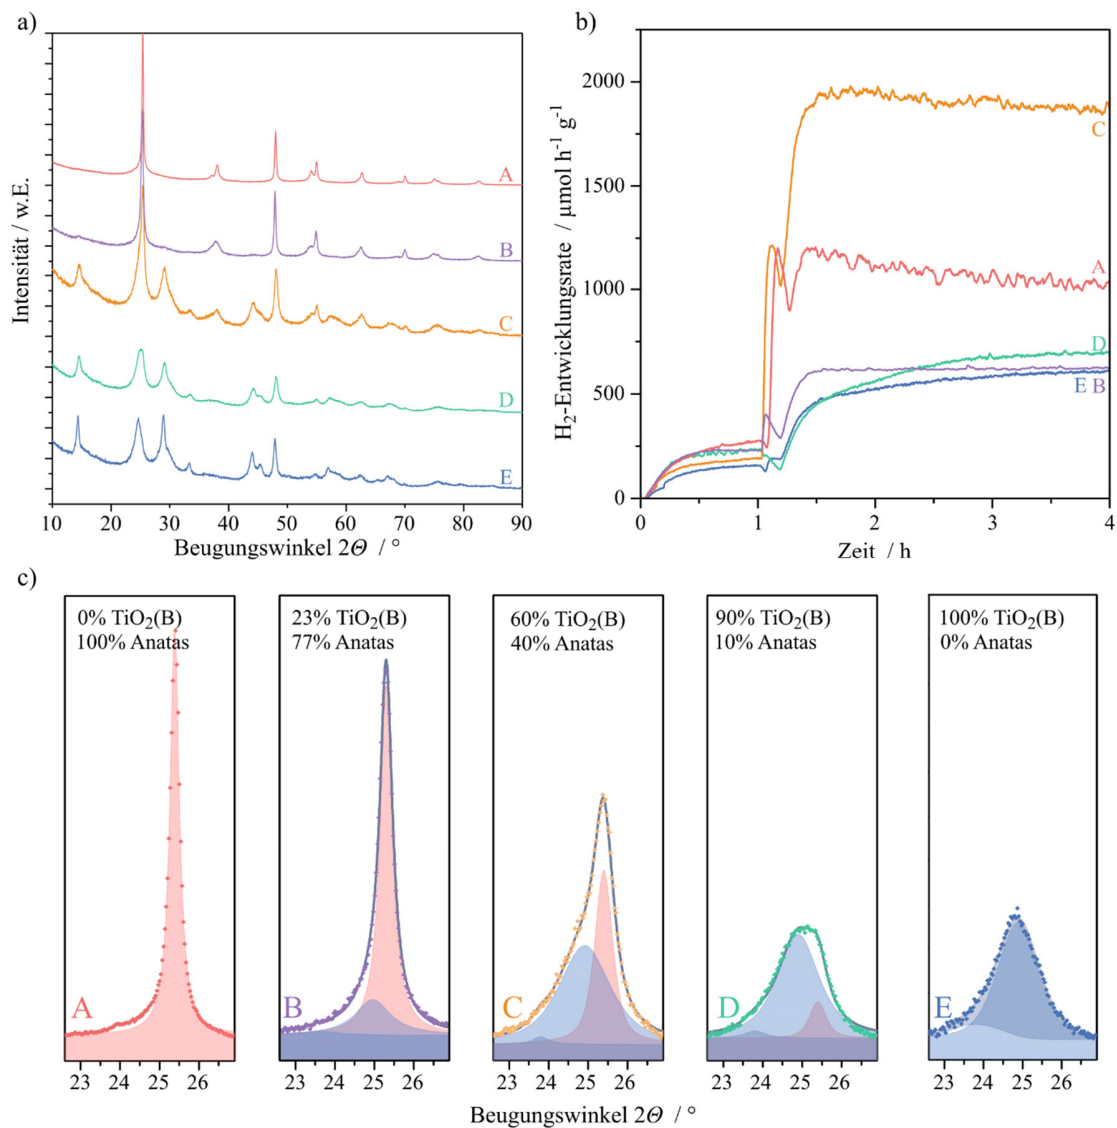 a)
Intensität / w.E.
A
B
C
D
E
10 20 30 40 50 60 70 80 90
Beugungswinkel 2Θ / °
b)
H₂-Entwicklungsrate / µmol h⁻¹ g⁻¹
2000
1500
1000
500
0
C
A
D
E B
0 1 2 3 4
Zeit / h
c)
0% TiO₂(B)
100% Anatas
A
23 24 25 26
23% TiO₂(B)
77% Anatas
B
23 24 25 26
60% TiO₂(B)
40% Anatas
C
23 24 25 26
90% TiO₂(B)
10% Anatas
D
23 24 25 26
100% TiO₂(B)
0% Anatas
E
23 24 25 26
Beugungswinkel 2Θ / °